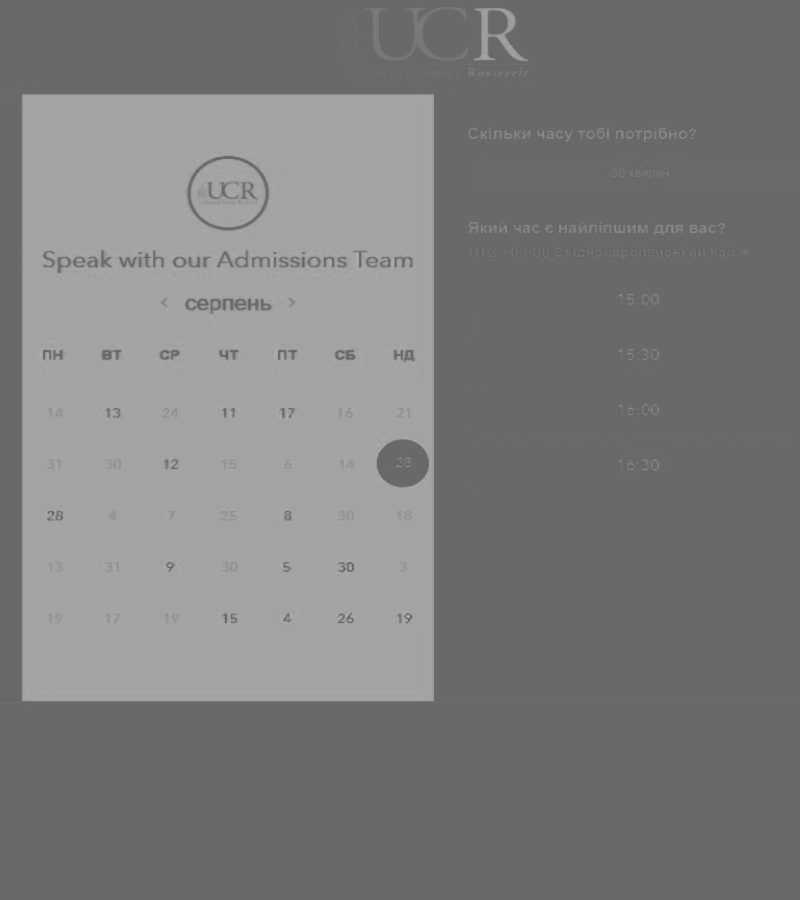 UCR
University College Roosevelt
UCR
Speak with our Admissions Team
< серпень >
ПН ВТ СР ЧТ ПТ СБ НД
14 13 24 11 17 16 21
31 30 12 15 6 14 28
28 4 7 25 8 30 18
13 31 9 30 5 30 3
19 17 19 15 4 26 19
Скільки часу тобі потрібно?
30 хвилин
Який час є найліпшим для вас?
UTC +03:00 Східноєвропейський час
15:00
15:30
16:00
16:30